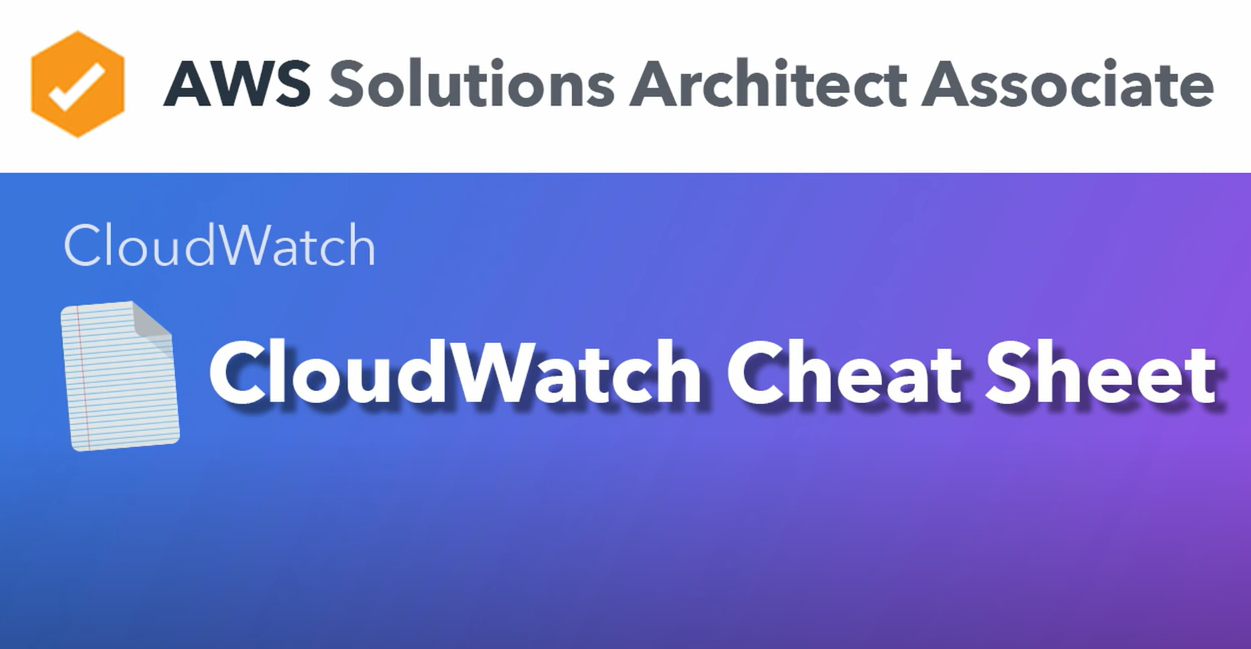 AWS Solutions Architect Associate
CloudWatch
CloudWatch Cheat Sheet